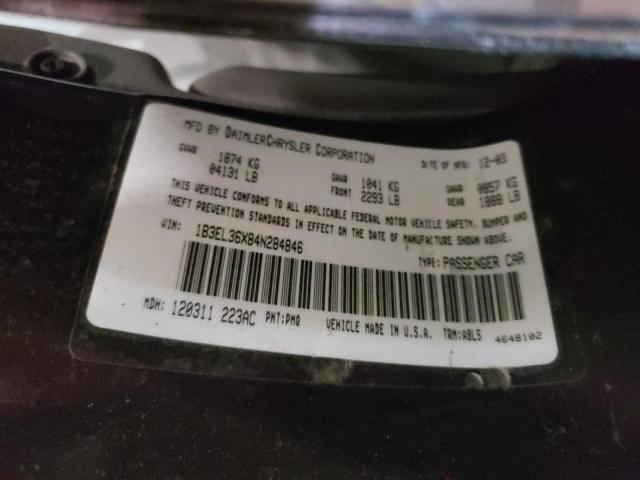 MFD BY DAIMLERCHRYSLER CORPORATION DATE OF MFR: 12-03
GVWR 1874 KG 04131 LB GAWR FRONT 1041 KG 2293 LB GAWR REAR 0857 KG 1888 LB
THIS VEHICLE CONFORMS TO ALL APPLICABLE FEDERAL MOTOR VEHICLE SAFETY, BUMPER AND
THEFT PREVENTION STANDARDS IN EFFECT ON THE DATE OF MANUFACTURE SHOWN ABOVE.
VIN: 1B3EL36X84N284846 TYPE: PASSENGER CAR
MDH: 120311 223AC PNT: PMQ VEHICLE MADE IN U.S.A. TRM: ABL5 4648102